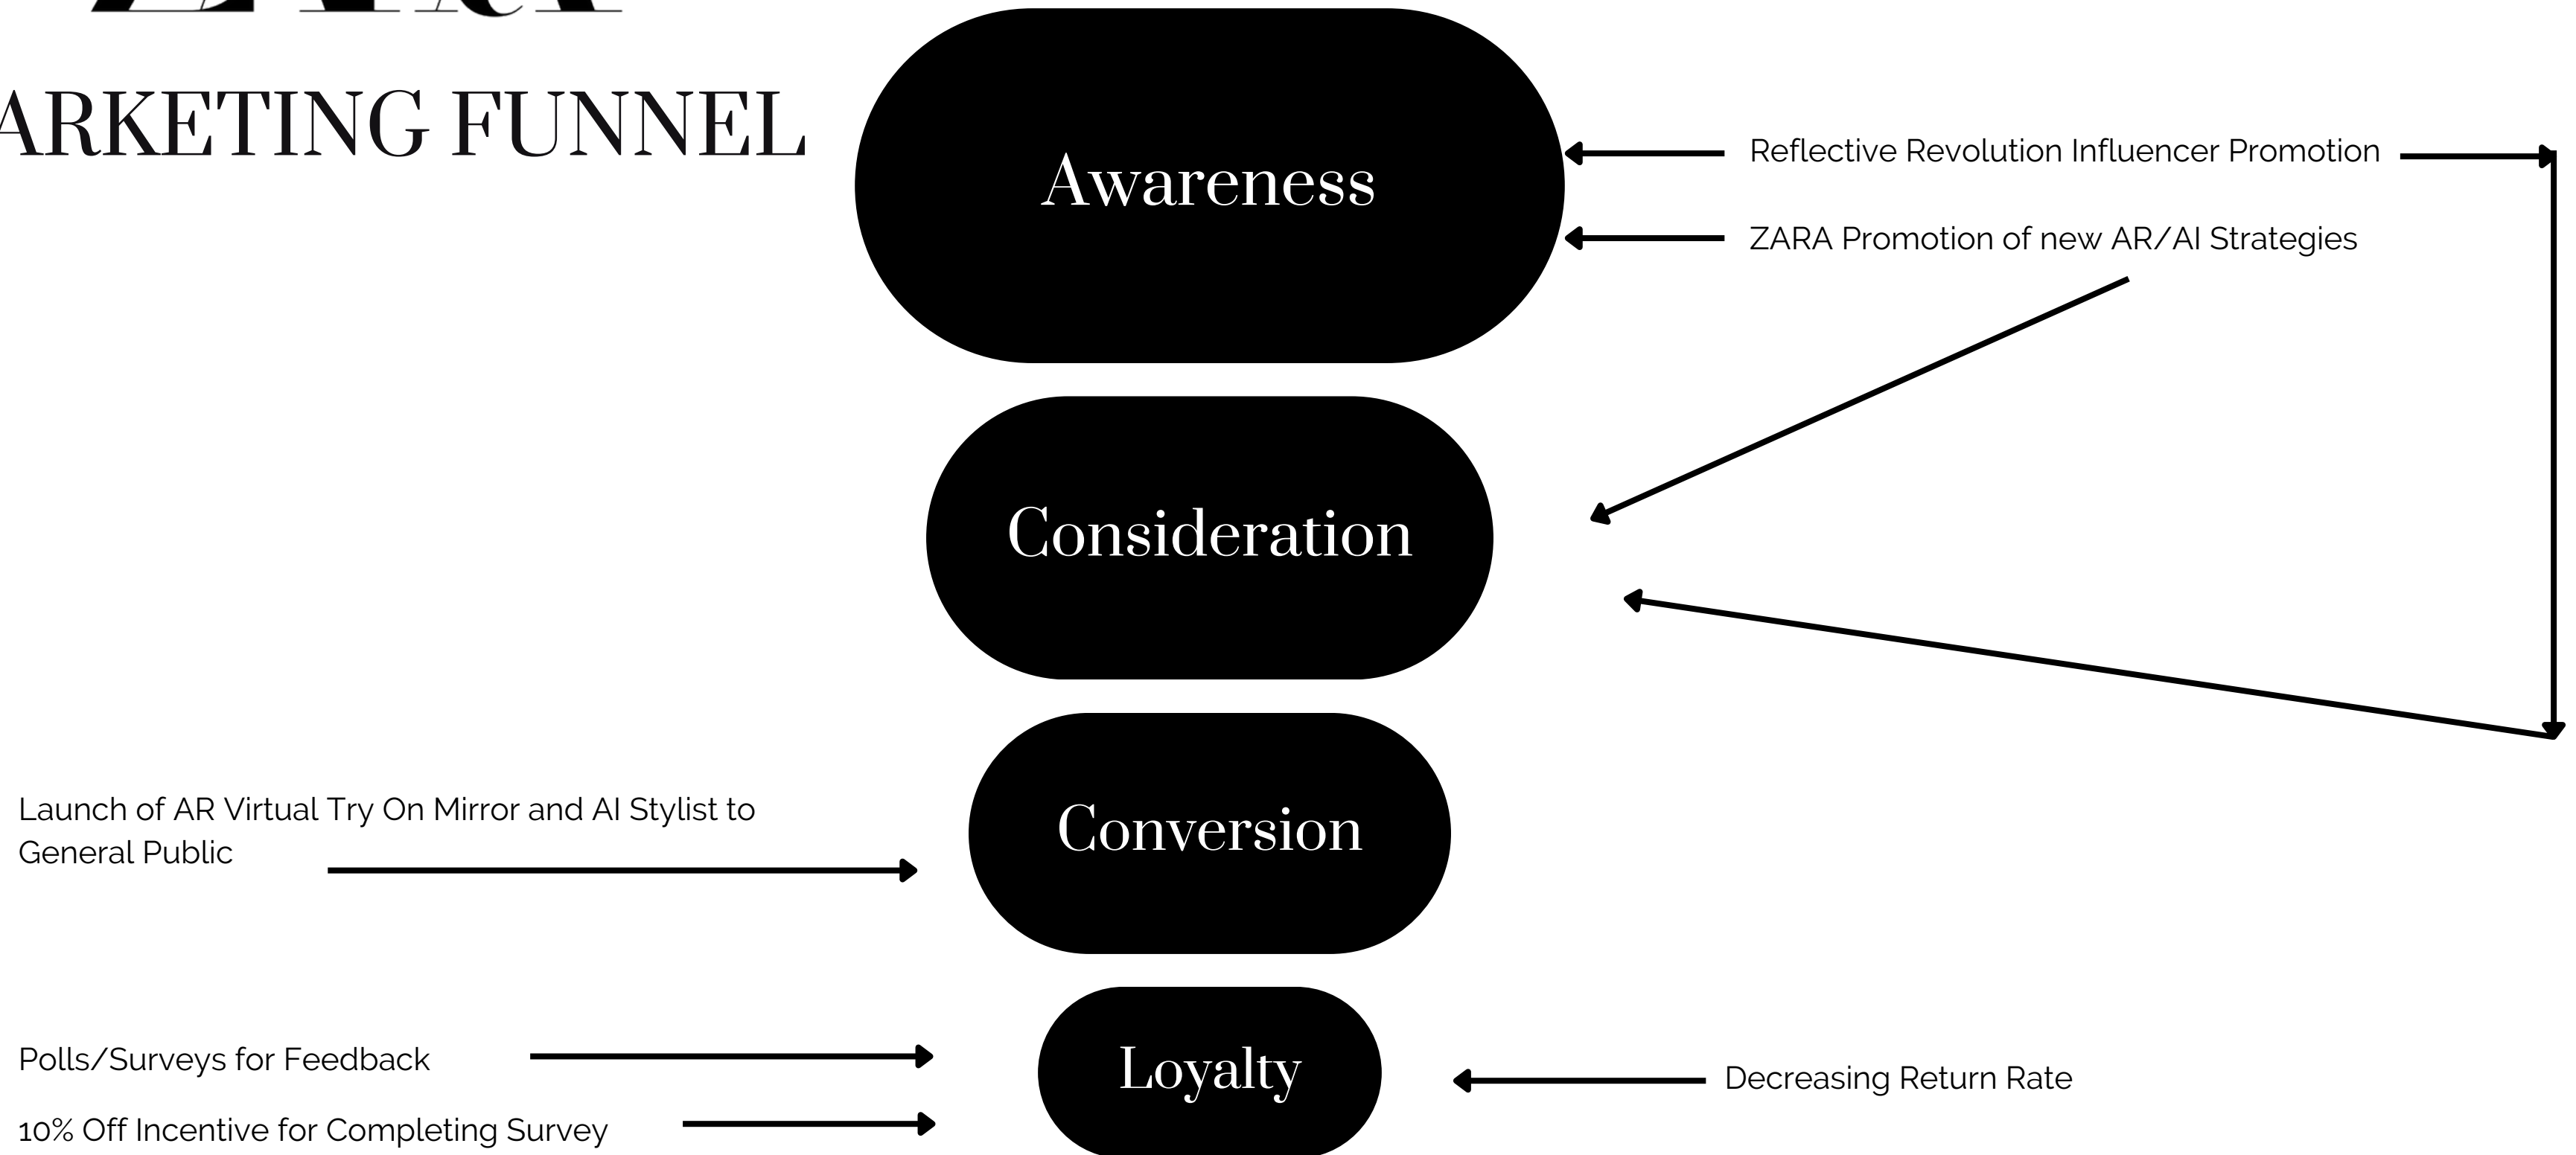 ARKETING FUNNEL
Awareness
Reflective Revolution Influencer Promotion
ZARA Promotion of new AR/AI Strategies
Consideration
Conversion
Launch of AR Virtual Try On Mirror and AI Stylist to
General Public
Loyalty
Polls/Surveys for Feedback
10% Off Incentive for Completing Survey
Decreasing Return Rate